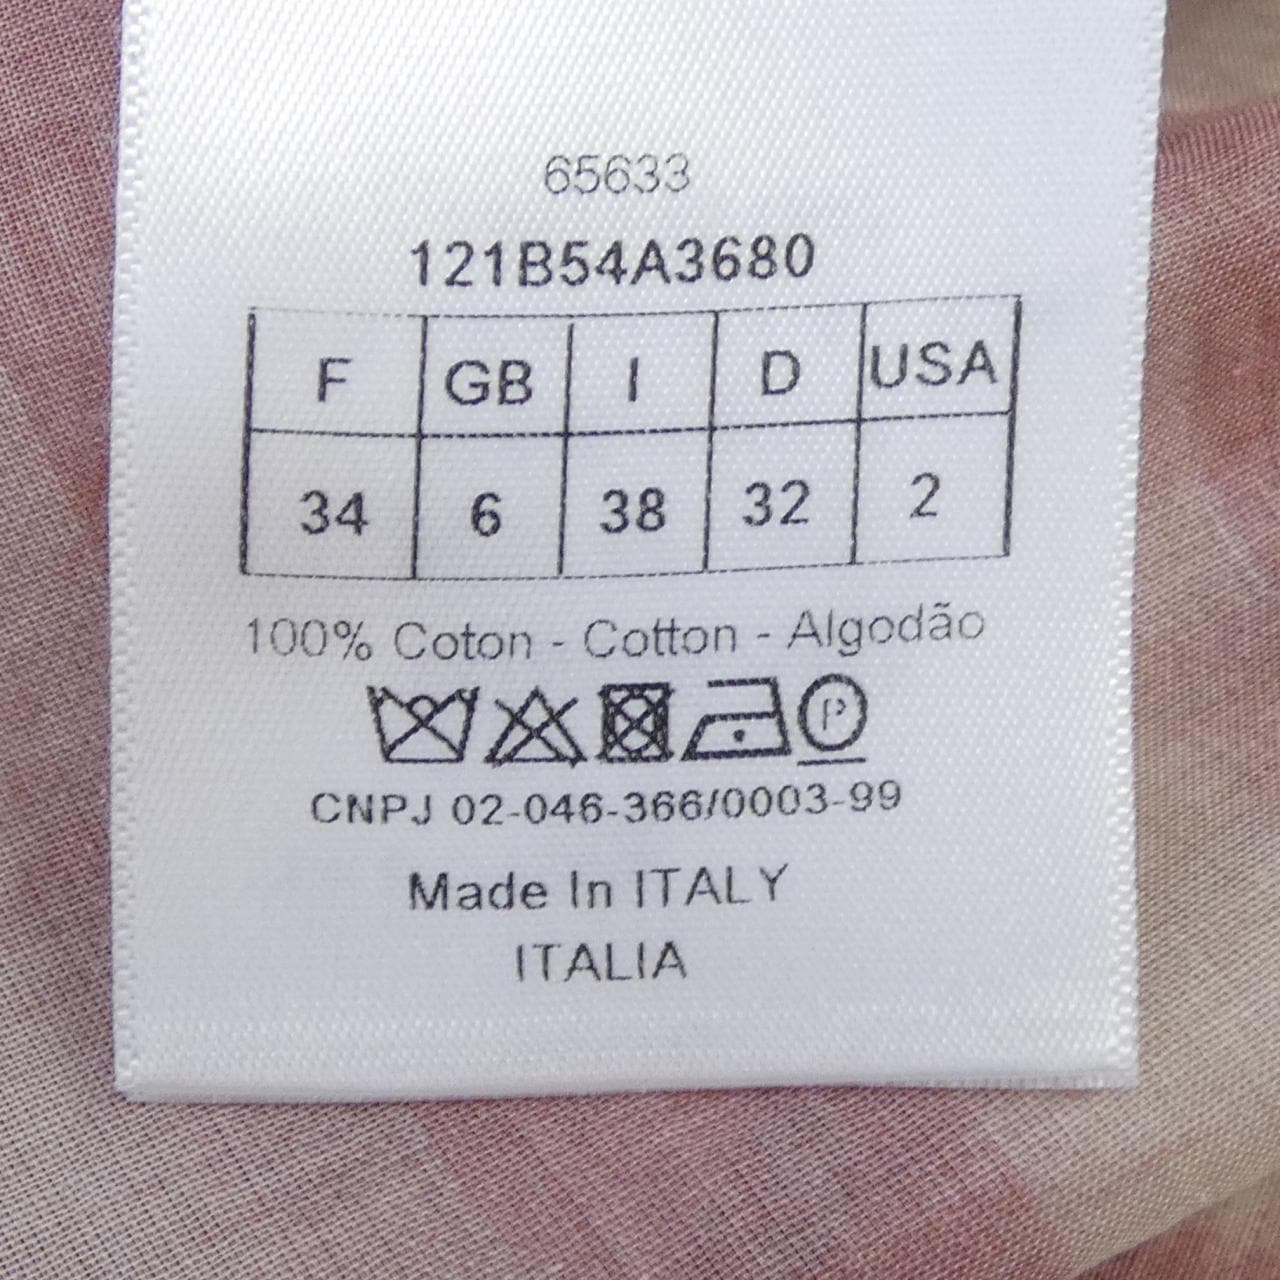 65633
121B54A3680
F GB I D USA
34 6 38 32 2
100% Coton - Cotton - Algodão
P
CNPJ 02-046-366/0003-99
Made In ITALY
ITALIA